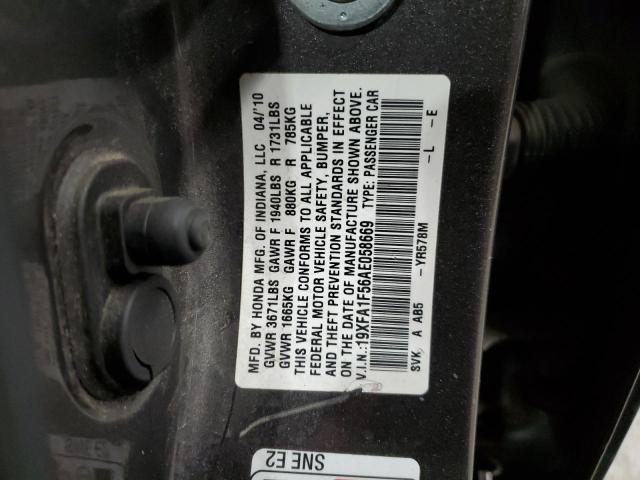 MFD. BY HONDA MFG. OF INDIANA, LLC 04/'10
GVWR 3671LBS GAWR F 1940LBS R 1731LBS
GVWR 1665KG GAWR F 880KG R 785KG
THIS VEHICLE CONFORMS TO ALL APPLICABLE
FEDERAL MOTOR VEHICLE SAFETY, BUMPER,
AND THEFT PREVENTION STANDARDS IN EFFECT
ON THE DATE OF MANUFACTURE SHOWN ABOVE.
V.I.N.:19XFA1F56AE058669 TYPE: PASSENGER CAR
SVK A AB5 -YR578M -L -E
SNE E2